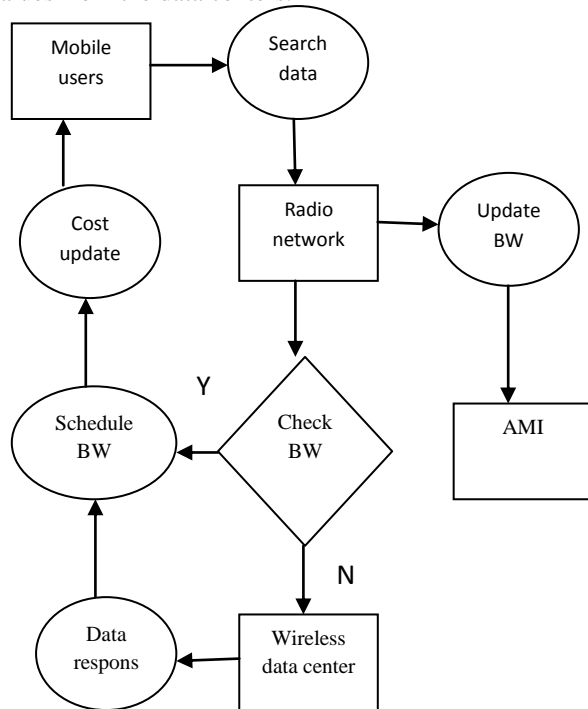 Mobile
users
Search
data
Radio
network
Update
BW
Cost
update
Y
Schedule
BW
Check
BW
AMI
N
Data
respons
Wireless
data center